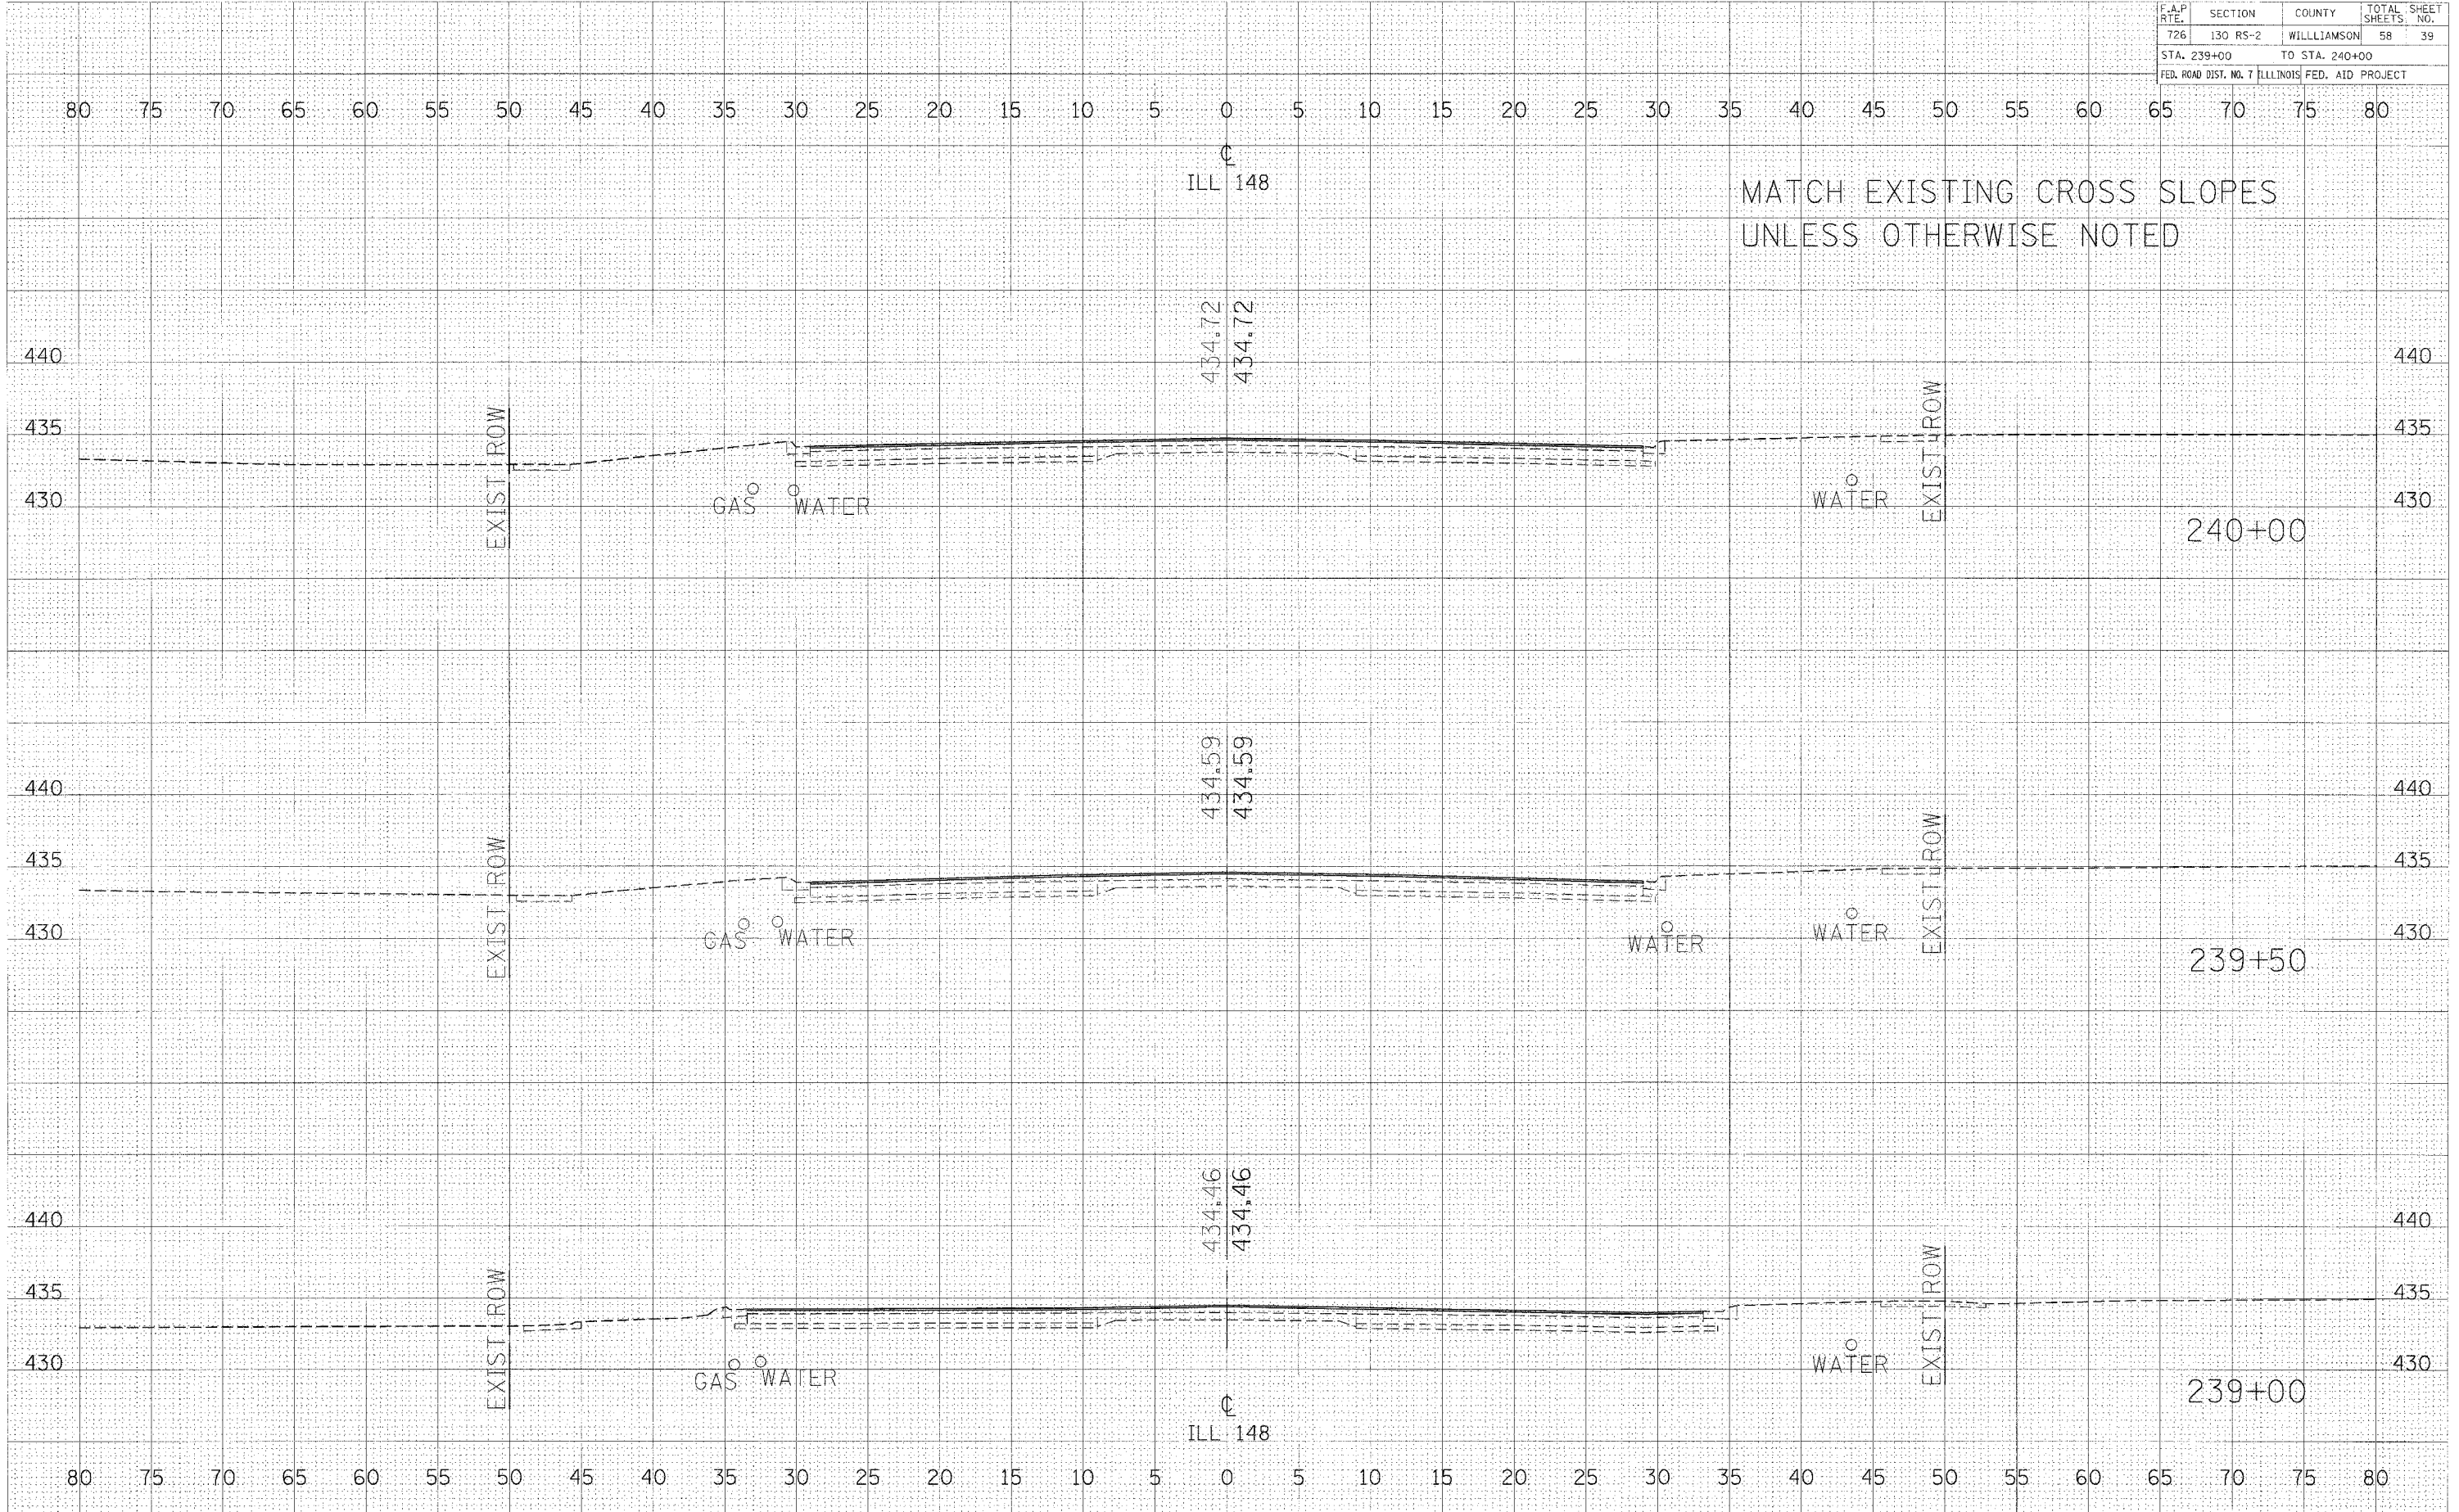 F.A.P RTE. SECTION COUNTY TOTAL SHEETS SHEET NO.
726 130 RS-2 WILLLIAMSON 58 39
STA. 239+00 TO STA. 240+00
FED. ROAD DIST. NO. 7 ILLLINOIS FED. AID PROJECT
80 75 70 65 60 55 50 45 40 35 30 25 20 15 10 5 0 5 10 15 20 25 30 35 40 45 50 55 60 65 70 75 80
℄
ILL 148
MATCH EXISTING CROSS SLOPES
UNLESS OTHERWISE NOTED
434.72 434.72
440 440
435 435
430 430
EXIST ROW
GAS WATER
WATER
EXIST ROW
240+00
434.59 434.59
440 440
435 435
430 430
EXIST ROW
GAS WATER
WATER
WATER
EXIST ROW
239+50
434.46 434.46
440 440
435 435
430 430
EXIST ROW
GAS WATER
WATER
EXIST ROW
239+00
℄
ILL 148
80 75 70 65 60 55 50 45 40 35 30 25 20 15 10 5 0 5 10 15 20 25 30 35 40 45 50 55 60 65 70 75 80